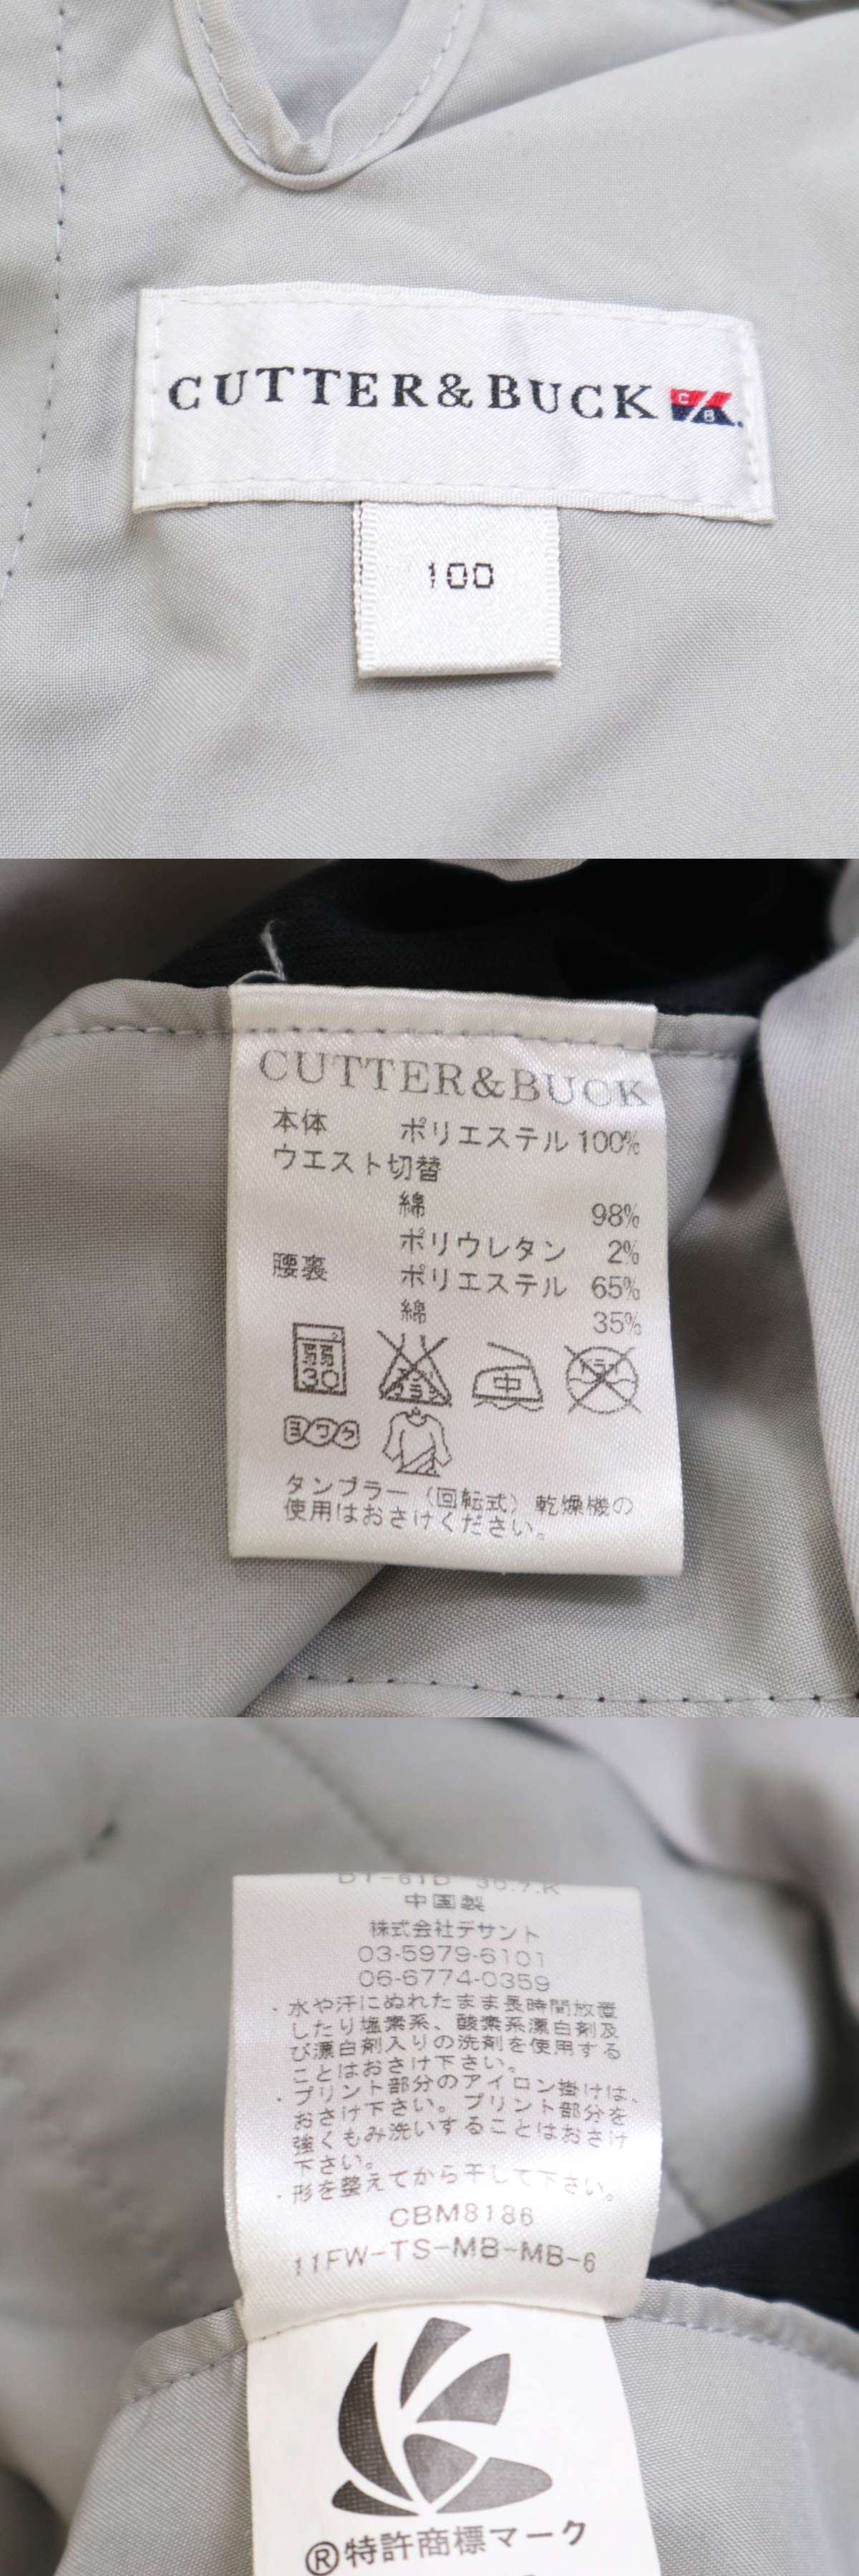 CUTTER&BUCK CB
100
CUTTER&BUCK
本体 ポリエステル 100%
ウエスト切替
綿 98%
ポリウレタン 2%
腰裏 ポリエステル 65%
綿 35%
弱 30 中 ドライ
ヨワク
タンブラー（回転式）乾燥機の
使用はおさけください。
中国製
株式会社デサント
03-5979-6101
06-6774-0359
・水や汗にぬれたまま長時間放置
したり塩素系、酸素系漂白剤及
び漂白剤入りの洗剤を使用する
ことはおさけ下さい。
・プリント部分のアイロン掛けは、
おさけ下さい。プリント部分を
強くもみ洗いすることはおさけ
下さい。
・形を整えてから干して下さい。
CBM8186
11FW-TS-MB-MB-6
®特許商標マーク